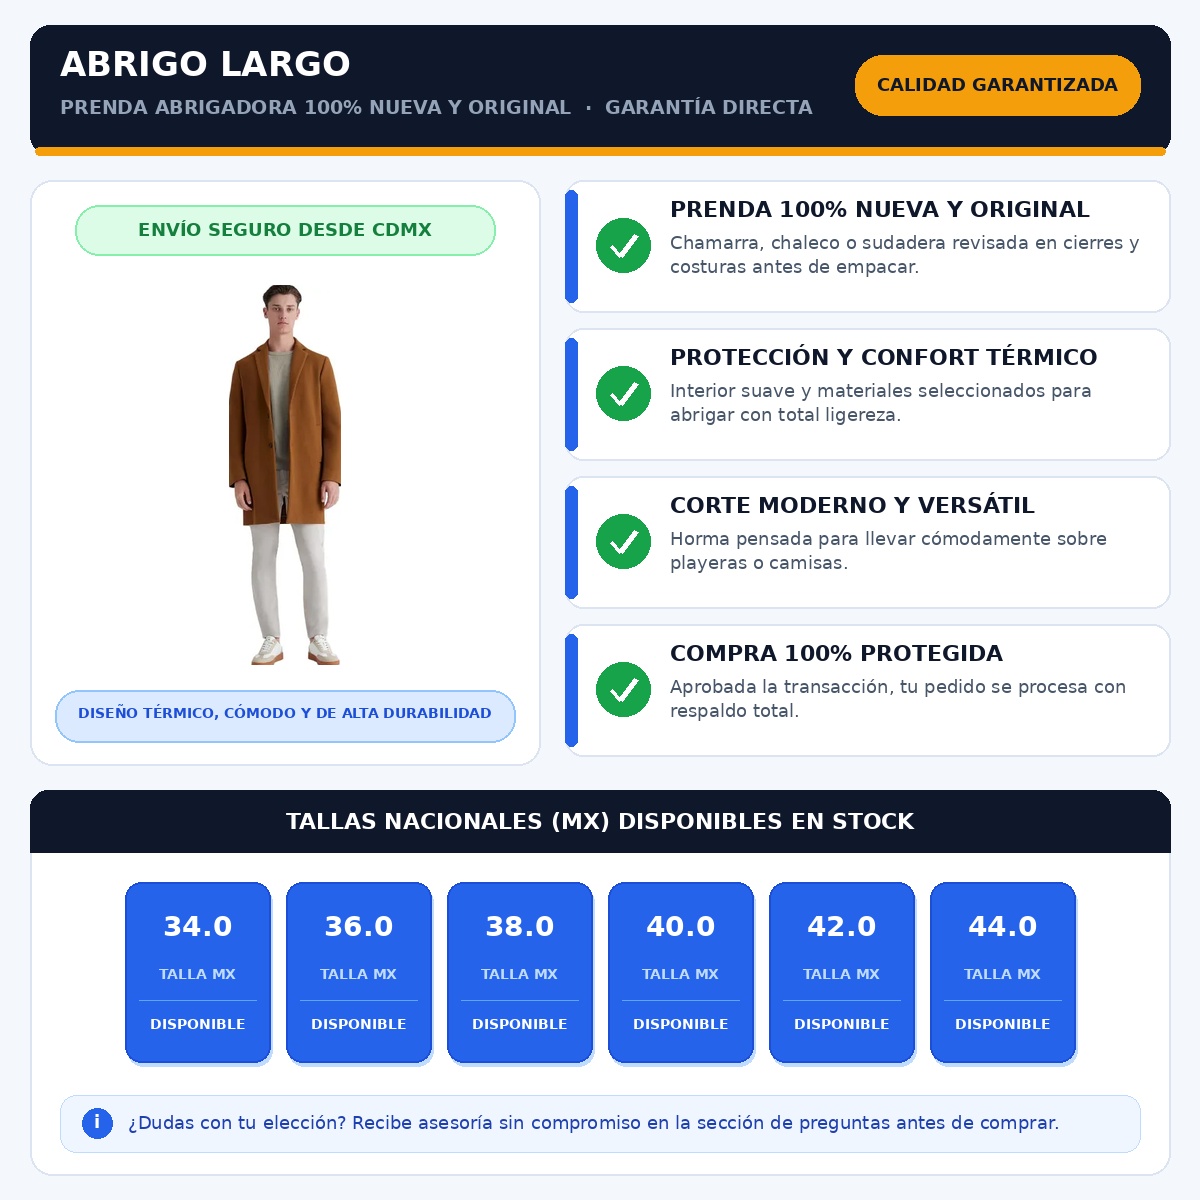 ABRIGO LARGO
PRENDA ABRIGADORA 100% NUEVA Y ORIGINAL · GARANTÍA DIRECTA
CALIDAD GARANTIZADA
ENVÍO SEGURO DESDE CDMX
DISEÑO TÉRMICO, CÓMODO Y DE ALTA DURABILIDAD
PRENDA 100% NUEVA Y ORIGINAL
Chamarra, chaleco o sudadera revisada en cierres y
costuras antes de empacar.
PROTECCIÓN Y CONFORT TÉRMICO
Interior suave y materiales seleccionados para
abrigar con total ligereza.
CORTE MODERNO Y VERSÁTIL
Horma pensada para llevar cómodamente sobre
playeras o camisas.
COMPRA 100% PROTEGIDA
Aprobada la transacción, tu pedido se procesa con
respaldo total.
TALLAS NACIONALES (MX) DISPONIBLES EN STOCK
34.0
TALLA MX
DISPONIBLE
36.0
TALLA MX
DISPONIBLE
38.0
TALLA MX
DISPONIBLE
40.0
TALLA MX
DISPONIBLE
42.0
TALLA MX
DISPONIBLE
44.0
TALLA MX
DISPONIBLE
i ¿Dudas con tu elección? Recibe asesoría sin compromiso en la sección de preguntas antes de comprar.